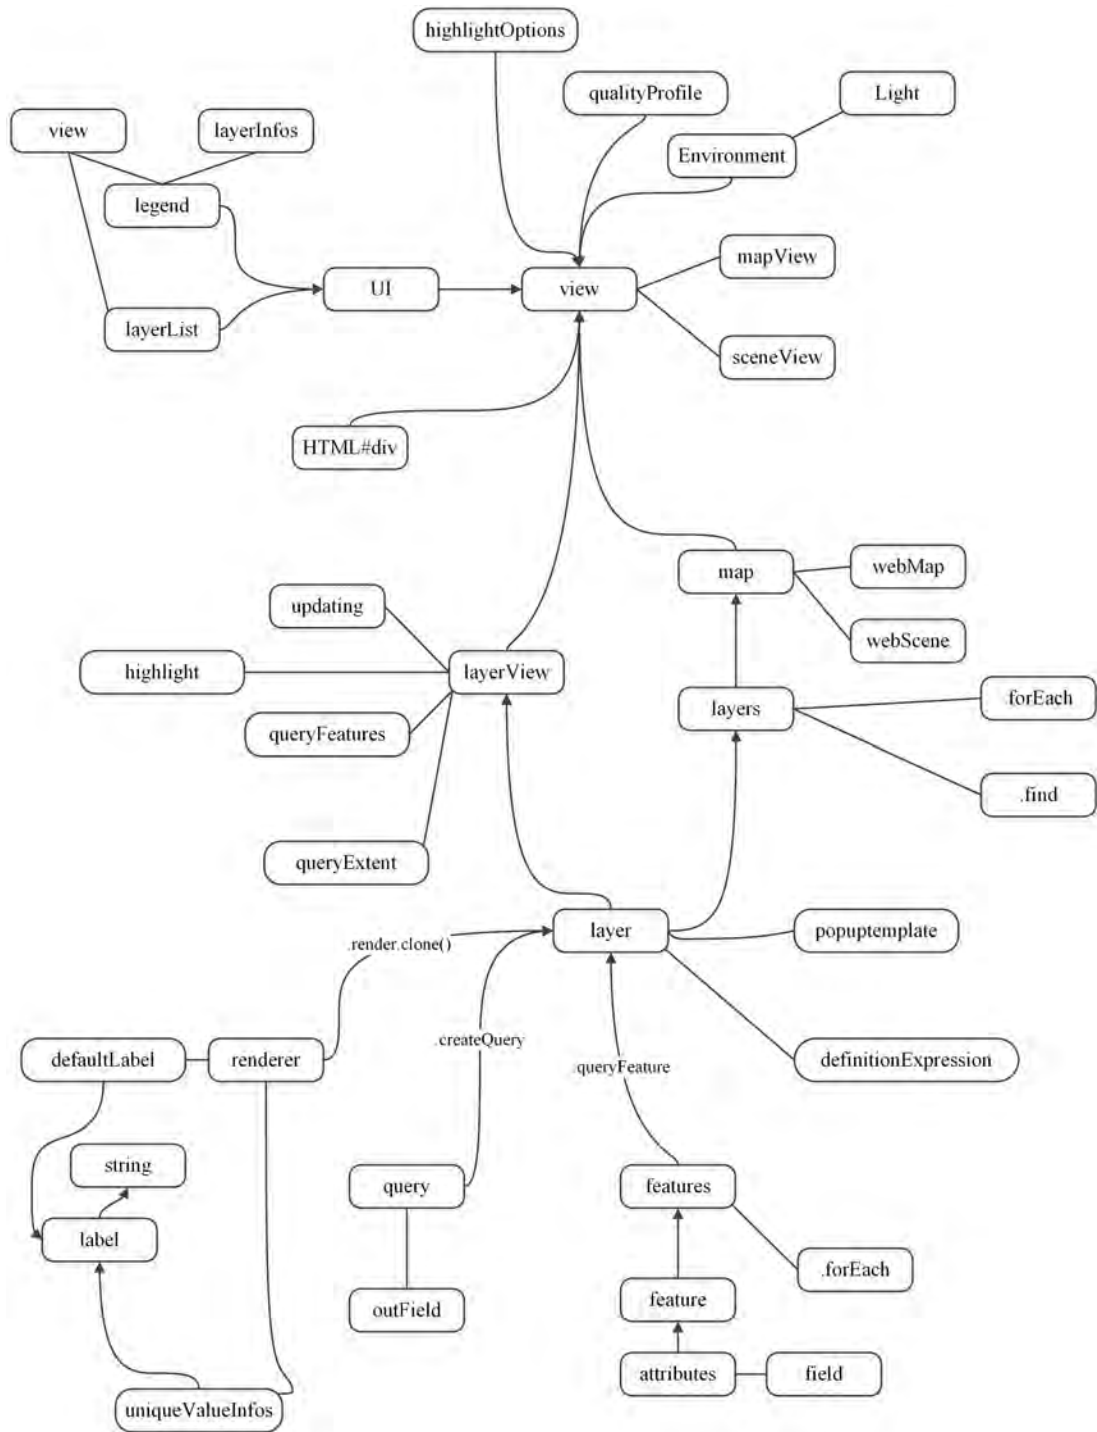 highlightOptions
qualityProfile
Light
view
layerInfos
Environment
legend
mapView
UI
view
layerList
sceneView
HTML#div
map
webMap
updating
webScene
highlight
layerView
layers
.forEach
queryFeatures
.find
queryExtent
layer
popuptemplate
.render.clone()
.createQuery
defaultLabel
renderer
definitionExpression
.queryFeature
string
query
features
label
.forEach
feature
outField
attributes
field
uniqueValueInfos